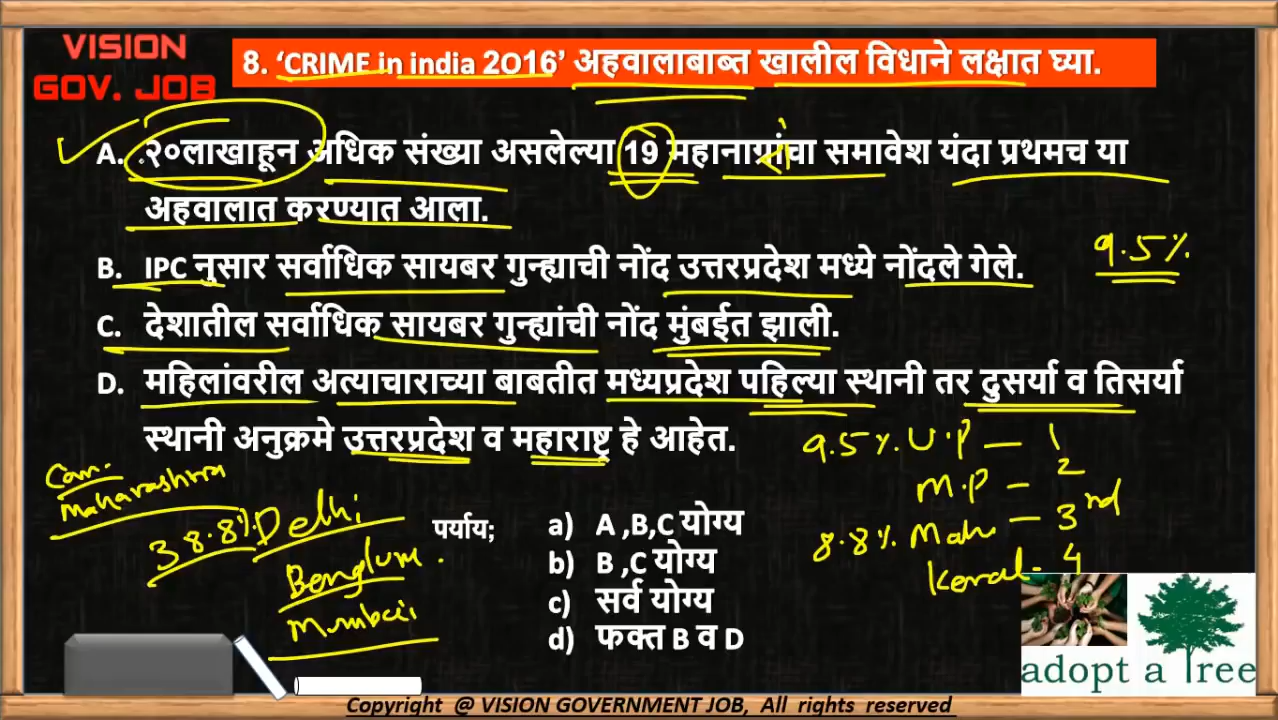 VISION
GOV. JOB
8. ‘CRIME in india 2O16’ अहवालाबाब्त खालील विधाने लक्षात घ्या.
A. .२०लाखाहून अधिक संख्या असलेल्या 19 महानाग्रांचा समावेश यंदा प्रथमच या
अहवालात करण्यात आला.
9.5%
B. IPC नुसार सर्वाधिक सायबर गुन्ह्याची नोंद उत्तरप्रदेश मध्ये नोंदले गेले.
C. देशातील सर्वाधिक सायबर गुन्ह्यांची नोंद मुंबईत झाली.
D. महिलांवरील अत्याचाराच्या बाबतीत मध्यप्रदेश पहिल्या स्थानी तर दुसर्या व तिसर्या
स्थानी अनुक्रमे उत्तरप्रदेश व महाराष्ट्र हे आहेत.
9.5% U.P – 1
M.P – 2
8.8% Mah – 3rd
Keral. 4
Maharashtra
38.8% Delhi
Mumbai
पर्याय;
a) A ,B,C योग्य
b) B ,C योग्य
c) सर्व योग्य
d) फक्त B व D
adopt a Tree
Copyright @ VISION GOVERNMENT JOB, All rights reserved